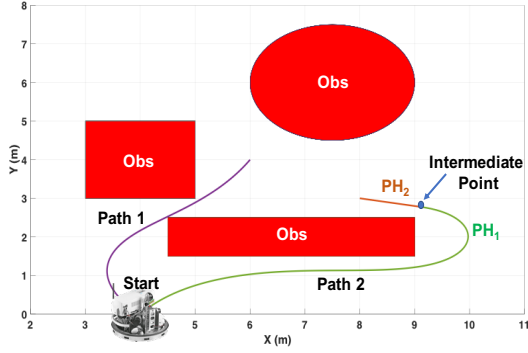 8
7
6
5
4
3
2
1
0
Y (m)
Obs
Obs
Obs
Intermediate
Point
PH2
PH1
Path 1
Path 2
Start
2 3 4 5 6 7 8 9 10 11
X (m)